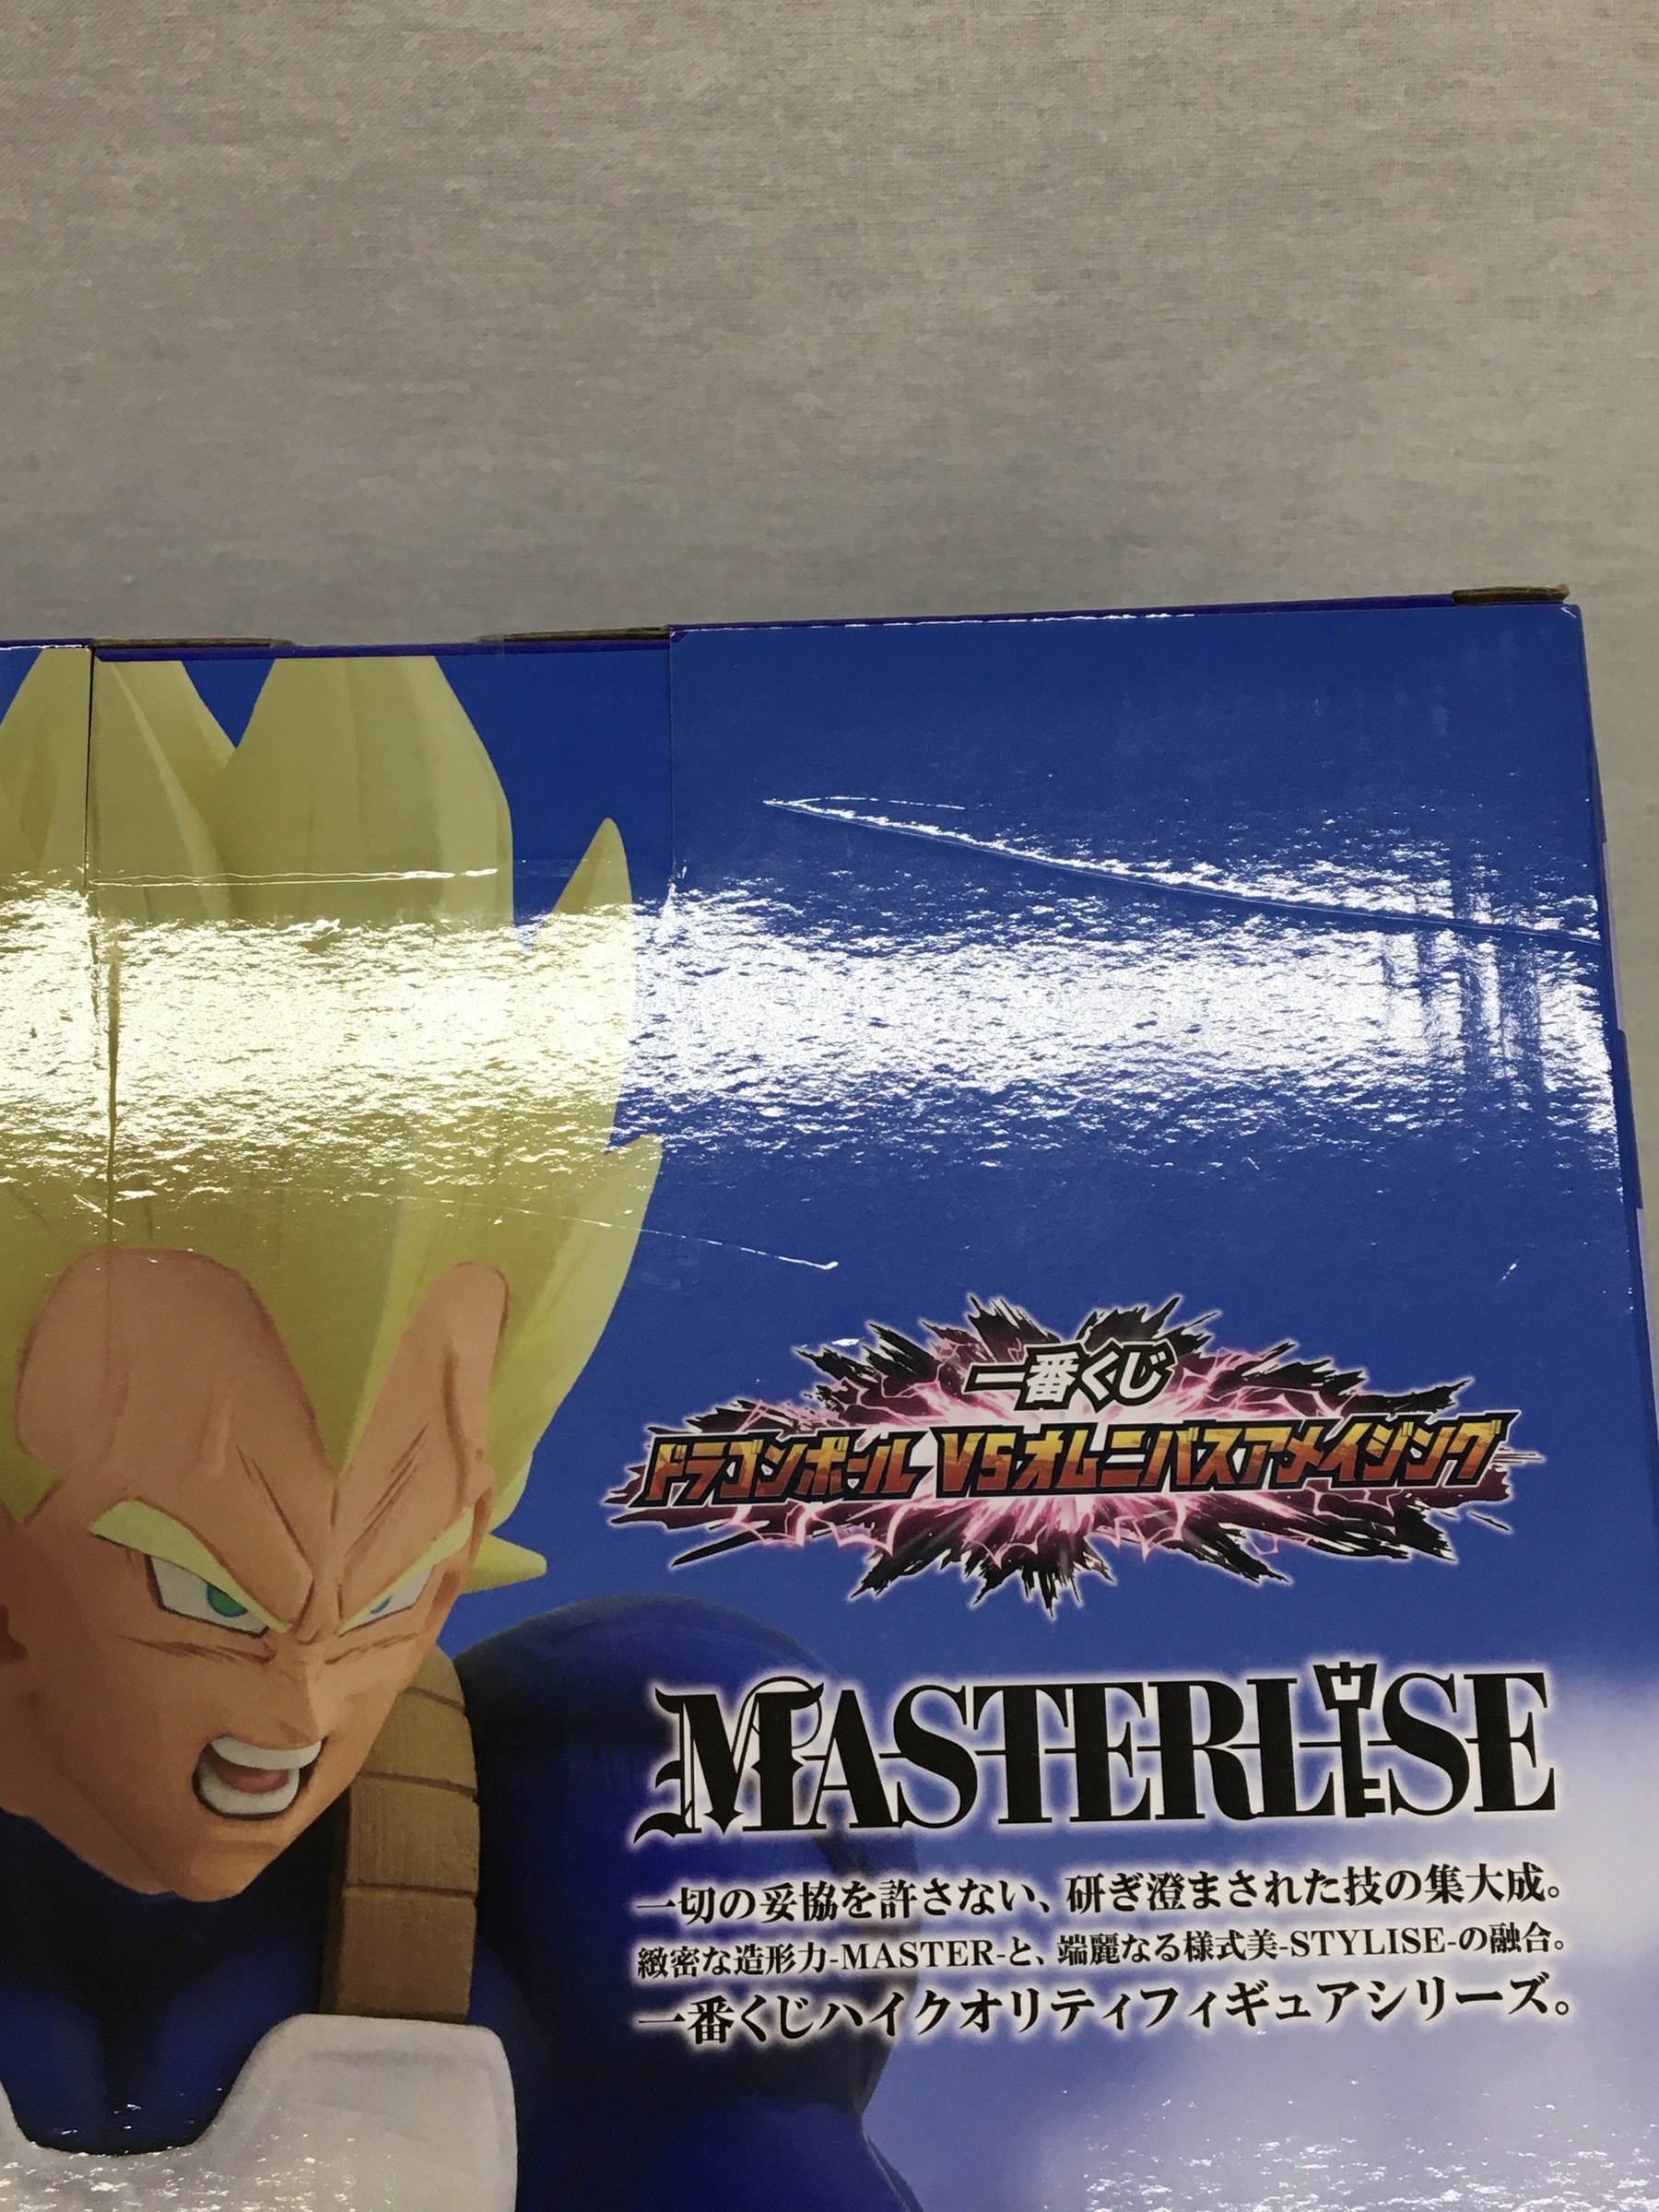 一番くじ
ドラゴンボール VSオムニバスアメイジング
MASTERLISE
一切の妥協を許さない、研ぎ澄まされた技の集大成。
緻密な造形力-MASTER-と、端麗なる様式美-STYLISE-の融合。
一番くじハイクオリティフィギュアシリーズ。